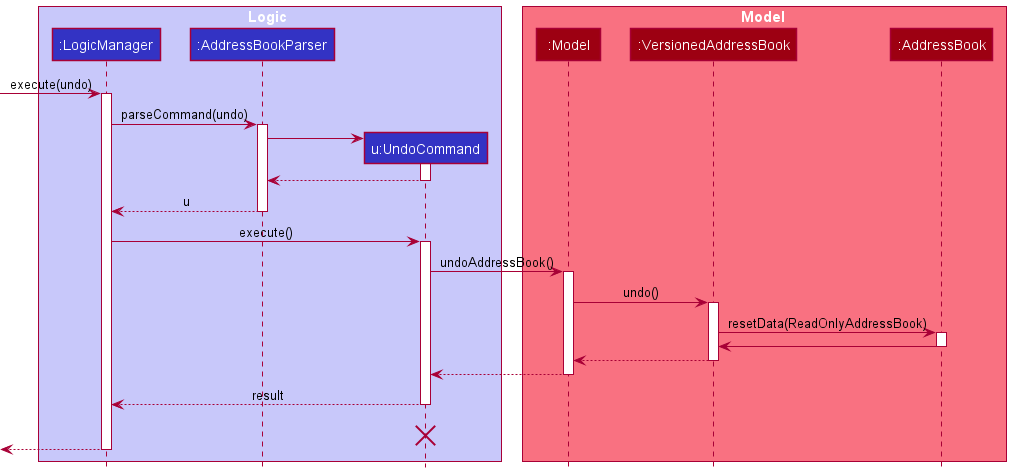 Logic
Model
:LogicManager
:AddressBookParser
:Model
:VersionedAddressBook
:AddressBook
execute(undo)
parseCommand(undo)
u:UndoCommand
u
execute()
undoAddressBook()
undo()
resetData(ReadOnlyAddressBook)
result